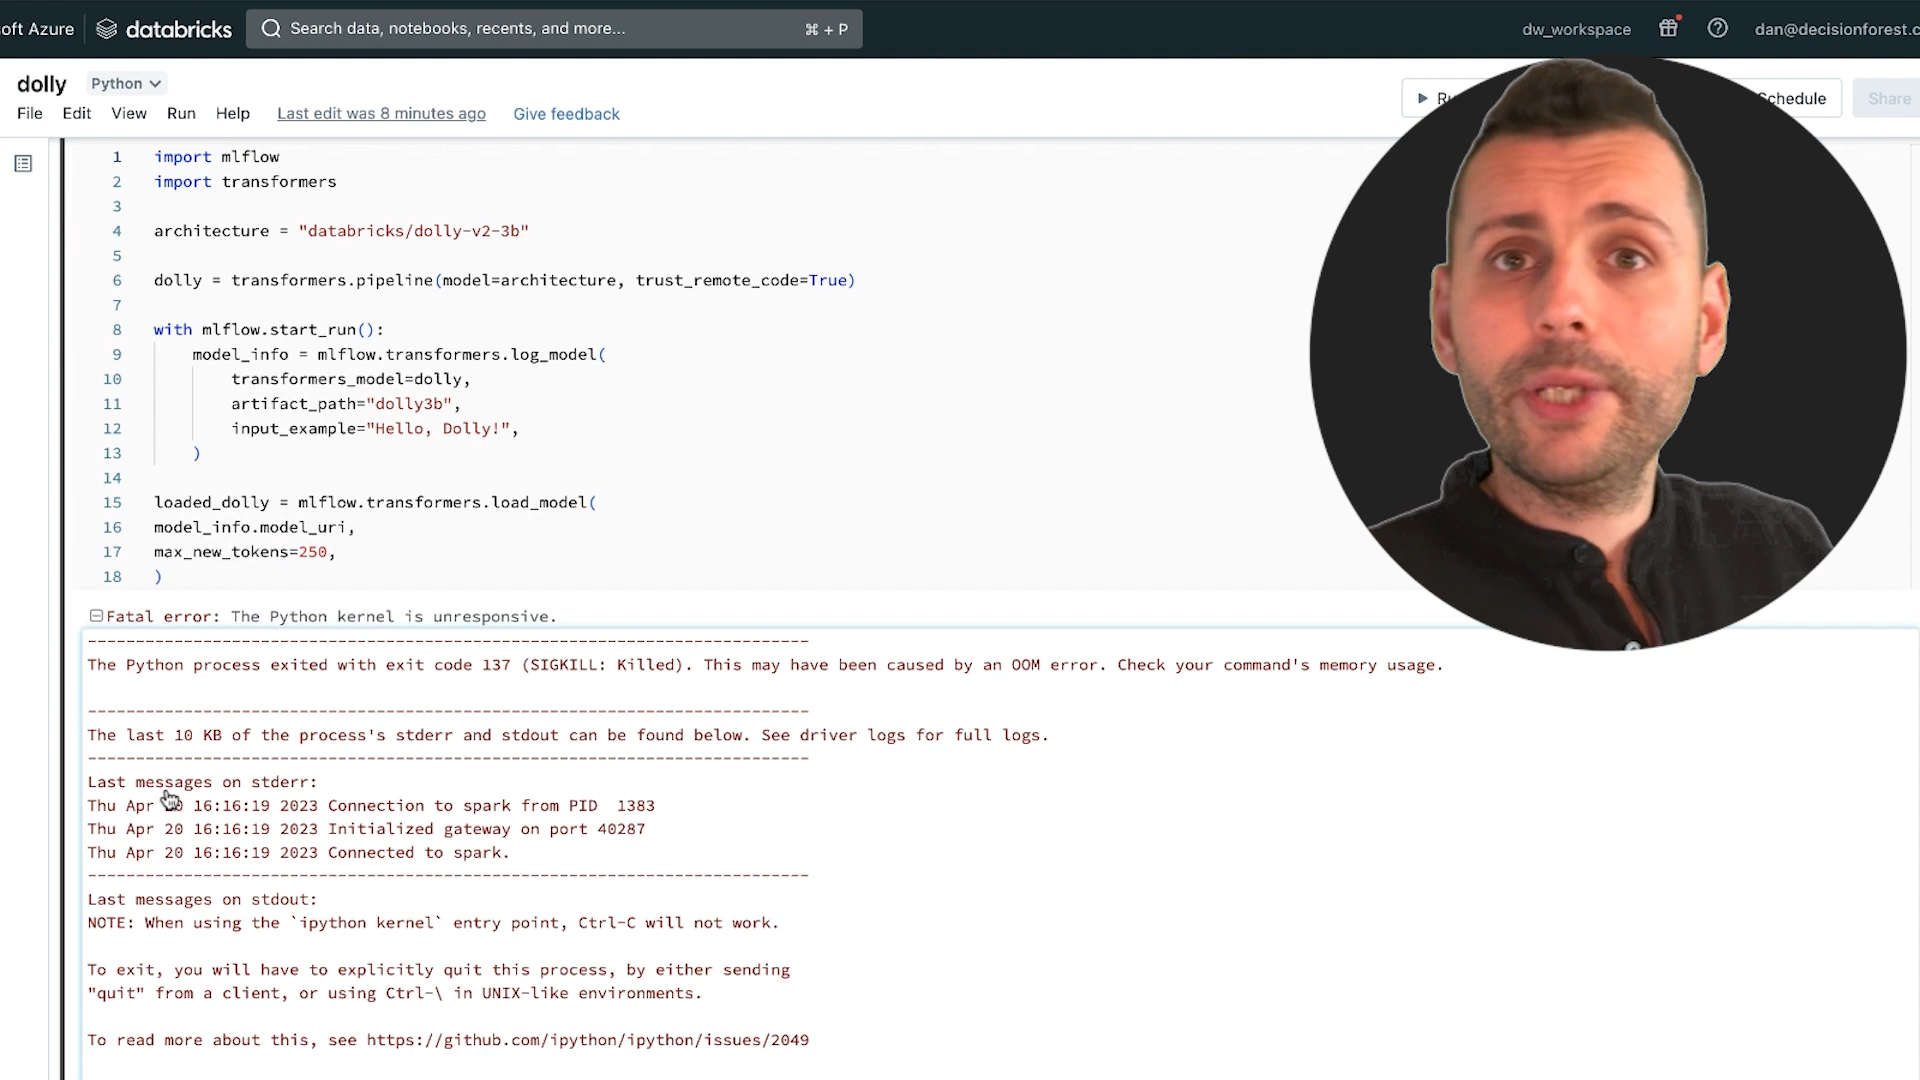 oft Azure
databricks
Search data, notebooks, recents, and more...
⌘ + P
dw_workspace
dan@decisionforest.c
dolly
Python
File Edit View Run Help Last edit was 8 minutes ago Give feedback
Schedule
Share
1 import mlflow
2 import transformers
3
4 architecture = "databricks/dolly-v2-3b"
5
6 dolly = transformers.pipeline(model=architecture, trust_remote_code=True)
7
8 with mlflow.start_run():
9 model_info = mlflow.transformers.log_model(
10 transformers_model=dolly,
11 artifact_path="dolly3b",
12 input_example="Hello, Dolly!",
13 )
14
15 loaded_dolly = mlflow.transformers.load_model(
16 model_info.model_uri,
17 max_new_tokens=250,
18 )
Fatal error: The Python kernel is unresponsive.
---------------------------------------------------------------------------
The Python process exited with exit code 137 (SIGKILL: Killed). This may have been caused by an OOM error. Check your command's memory usage.
---------------------------------------------------------------------------
The last 10 KB of the process's stderr and stdout can be found below. See driver logs for full logs.
---------------------------------------------------------------------------
Last messages on stderr:
Thu Apr 16:16:19 2023 Connection to spark from PID 1383
Thu Apr 20 16:16:19 2023 Initialized gateway on port 40287
Thu Apr 20 16:16:19 2023 Connected to spark.
---------------------------------------------------------------------------
Last messages on stdout:
NOTE: When using the `ipython kernel` entry point, Ctrl-C will not work.
To exit, you will have to explicitly quit this process, by either sending
"quit" from a client, or using Ctrl-\ in UNIX-like environments.
To read more about this, see https://github.com/ipython/ipython/issues/2049